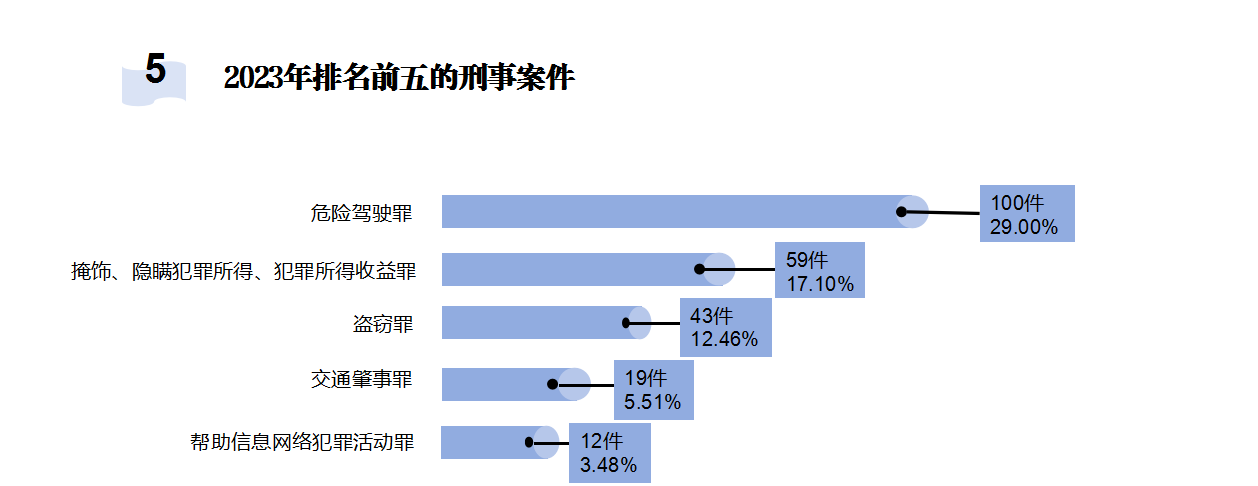 5
2023年排名前五的刑事案件
危险驾驶罪
100件
29.00%
掩饰、隐瞒犯罪所得、犯罪所得收益罪
59件
17.10%
盗窃罪
43件
12.46%
交通肇事罪
19件
5.51%
帮助信息网络犯罪活动罪
12件
3.48%